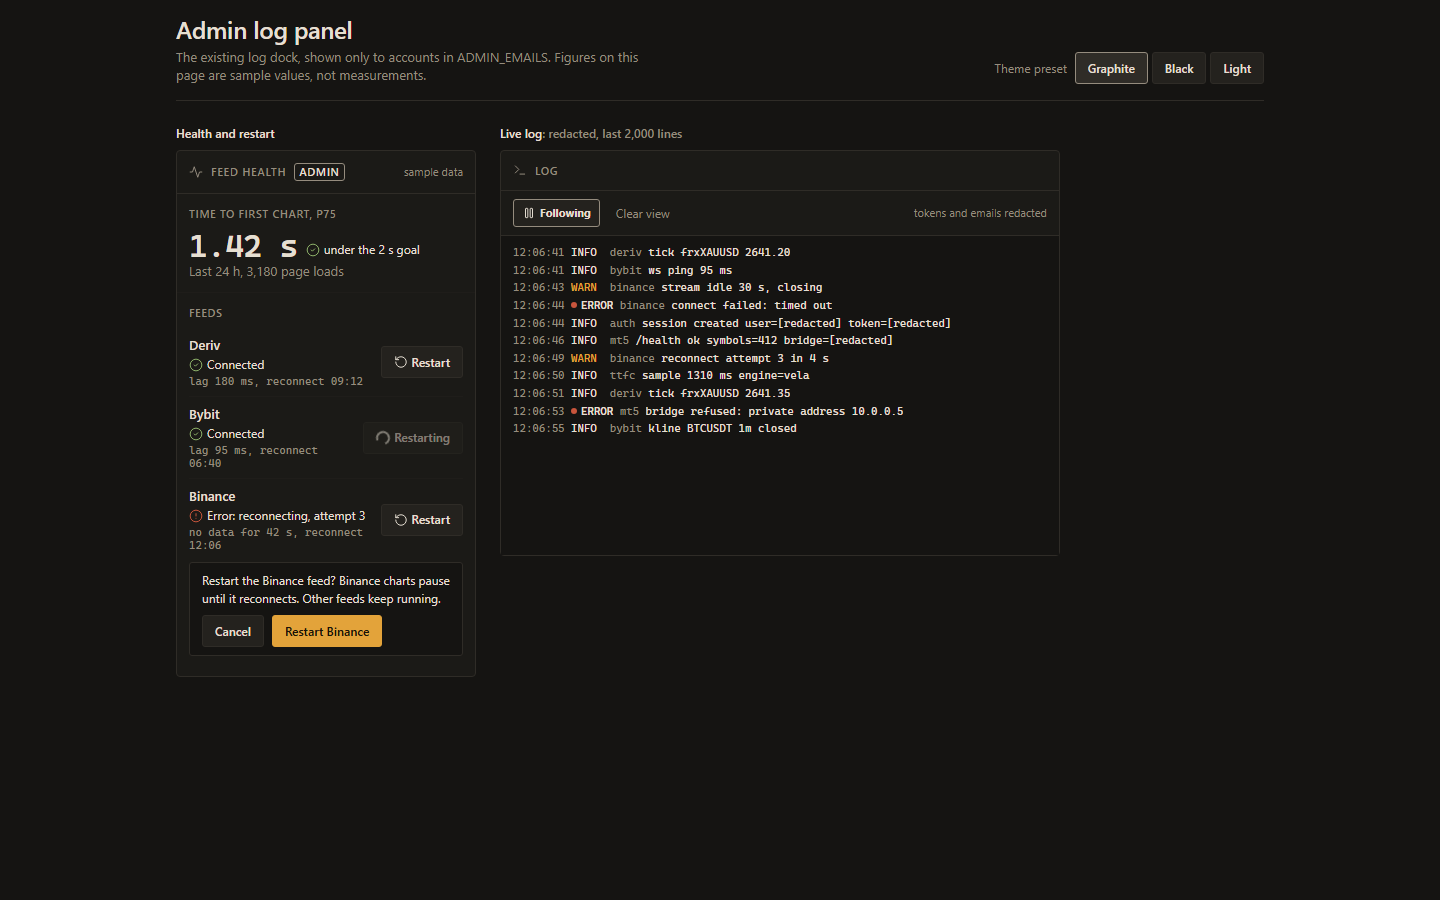 Admin log panel
The existing log dock, shown only to accounts in ADMIN_EMAILS. Figures on this
page are sample values, not measurements.
Theme preset
Graphite
Black
Light
Health and restart
FEED HEALTH
ADMIN
sample data
TIME TO FIRST CHART, P75
1.42 s
under the 2 s goal
Last 24 h, 3,180 page loads
FEEDS
Deriv
Connected
lag 180 ms, reconnect 09:12
Restart
Bybit
Connected
lag 95 ms, reconnect
06:40
Restarting
Binance
Error: reconnecting, attempt 3
no data for 42 s, reconnect
12:06
Restart
Restart the Binance feed? Binance charts pause
until it reconnects. Other feeds keep running.
Cancel
Restart Binance
Live log: redacted, last 2,000 lines
LOG
Following
Clear view
tokens and emails redacted
12:06:41 INFO deriv tick frxXAUUSD 2641.20
12:06:41 INFO bybit ws ping 95 ms
12:06:43 WARN binance stream idle 30 s, closing
12:06:44 ERROR binance connect failed: timed out
12:06:44 INFO auth session created user=[redacted] token=[redacted]
12:06:46 INFO mt5 /health ok symbols=412 bridge=[redacted]
12:06:49 WARN binance reconnect attempt 3 in 4 s
12:06:50 INFO ttfc sample 1310 ms engine=vela
12:06:51 INFO deriv tick frxXAUUSD 2641.35
12:06:53 ERROR mt5 bridge refused: private address 10.0.0.5
12:06:55 INFO bybit kline BTCUSDT 1m closed